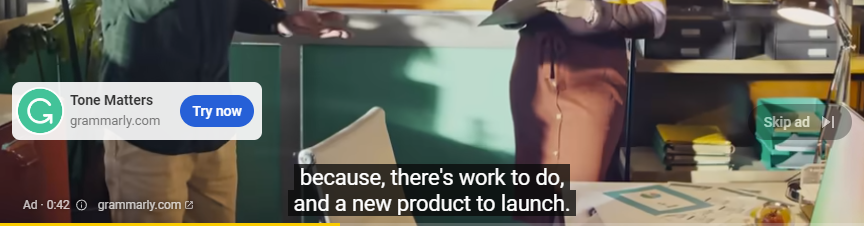 Tone Matters
grammarly.com
Try now
Skip ad
because, there's work to do,
and a new product to launch.
Ad · 0:42 grammarly.com